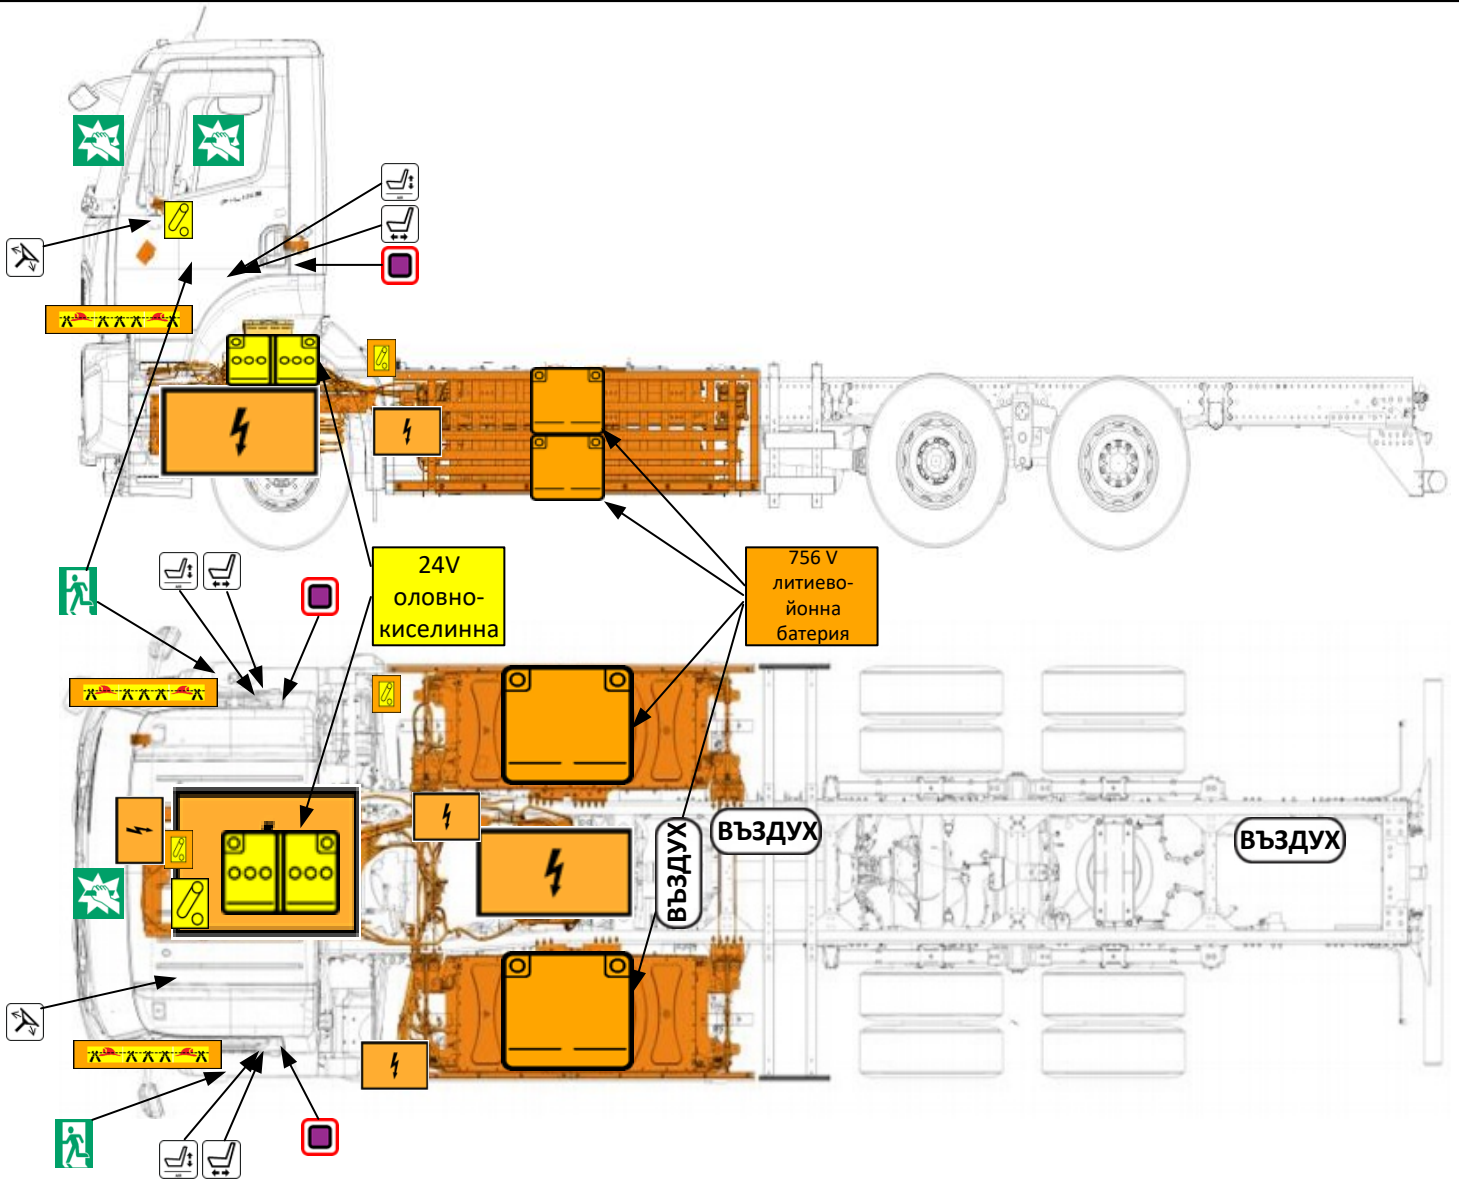 24V
оловно-
киселинна
756 V
литиево-
йонна
батерия
ВЪЗДУХ
ВЪЗДУХ
ВЪЗДУХ